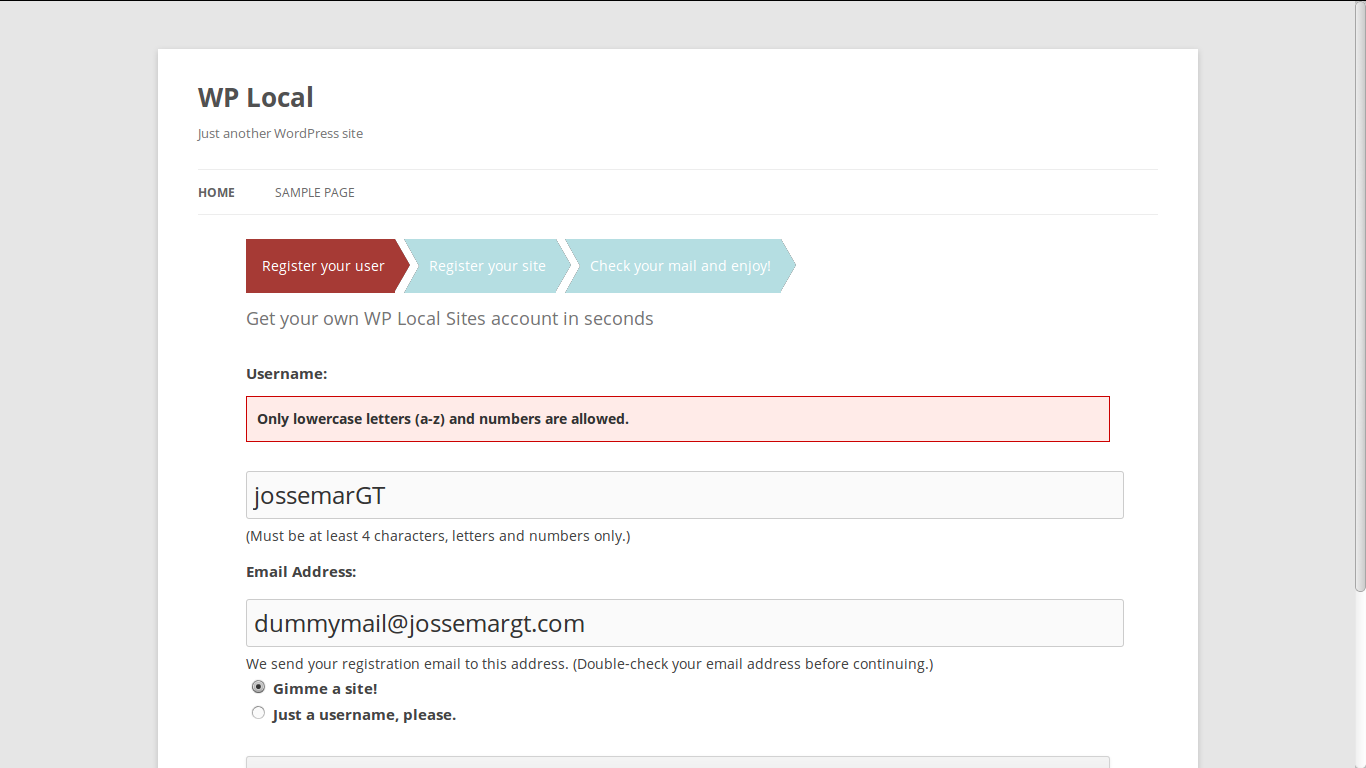 WP Local
Just another WordPress site
HOME
SAMPLE PAGE
Register your user
Register your site
Check your mail and enjoy!
Get your own WP Local Sites account in seconds
Username:
Only lowercase letters (a-z) and numbers are allowed.
jossemarGT
(Must be at least 4 characters, letters and numbers only.)
Email Address:
dummymail@jossemargt.com
We send your registration email to this address. (Double-check your email address before continuing.)
Gimme a site!
Just a username, please.